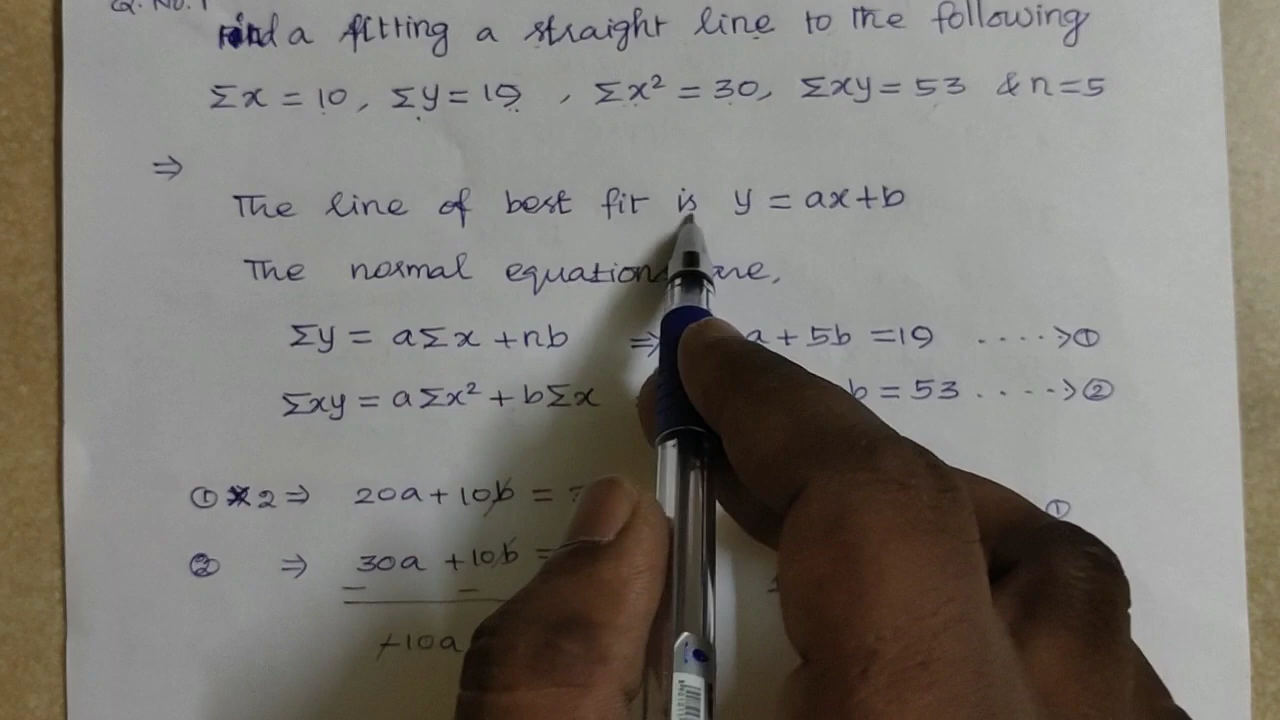 Q. No. 1
Find a fitting a straight line to the following
Σx = 10, Σy = 19, Σx² = 30, Σxy = 53 & n=5
⇒
The line of best fit is y = ax+b
The normal equations are,
Σy = aΣx + nb ⇒ a + 5b = 19 .....>①
Σxy = aΣx² + bΣx b = 53 ....>②
①×2 ⇒ 20a + 10b = ①
② ⇒ 30a + 10b =
- -
+10a